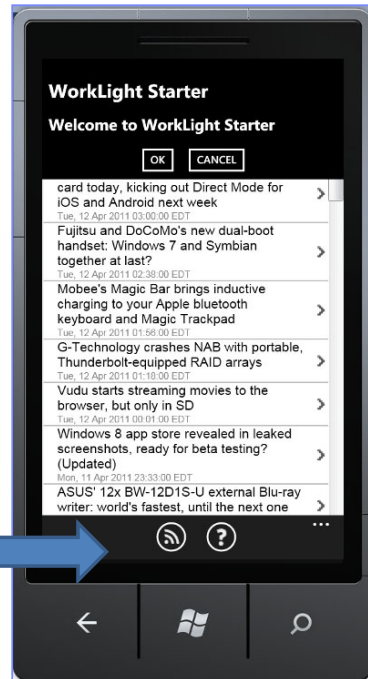 WorkLight Starter
Welcome to WorkLight Starter
OK CANCEL
card today, kicking out Direct Mode for
iOS and Android next week
Tue, 12 Apr 2011 03:00:00 EDT
Fujitsu and DoCoMo's new dual-boot
handset: Windows 7 and Symbian
together at last?
Tue, 12 Apr 2011 02:38:00 EDT
Mobee's Magic Bar brings inductive
charging to your Apple bluetooth
keyboard and Magic Trackpad
Tue, 12 Apr 2011 01:56:00 EDT
G-Technology crashes NAB with portable,
Thunderbolt-equipped RAID arrays
Tue, 12 Apr 2011 01:18:00 EDT
Vudu starts streaming movies to the
browser, but only in SD
Tue, 12 Apr 2011 00:01:00 EDT
Windows 8 app store revealed in leaked
screenshots, ready for beta testing?
(Updated)
Mon, 11 Apr 2011 23:33:00 EDT
ASUS' 12x BW-12D1S-U external Blu-ray
writer: world's fastest, until the next one